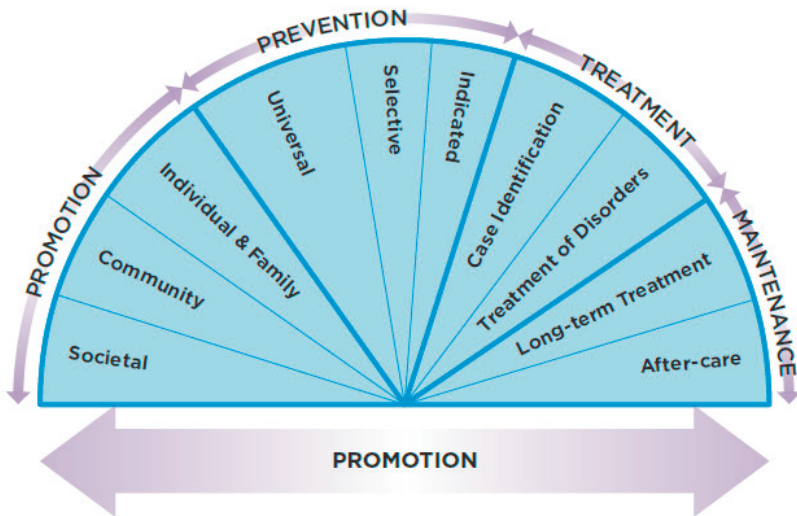 PROMOTION
PREVENTION
TREATMENT
MAINTENANCE
Societal
Community
Individual & Family
Universal
Selective
Indicated
Case Identification
Treatment of Disorders
Long-term Treatment
After-care
PROMOTION